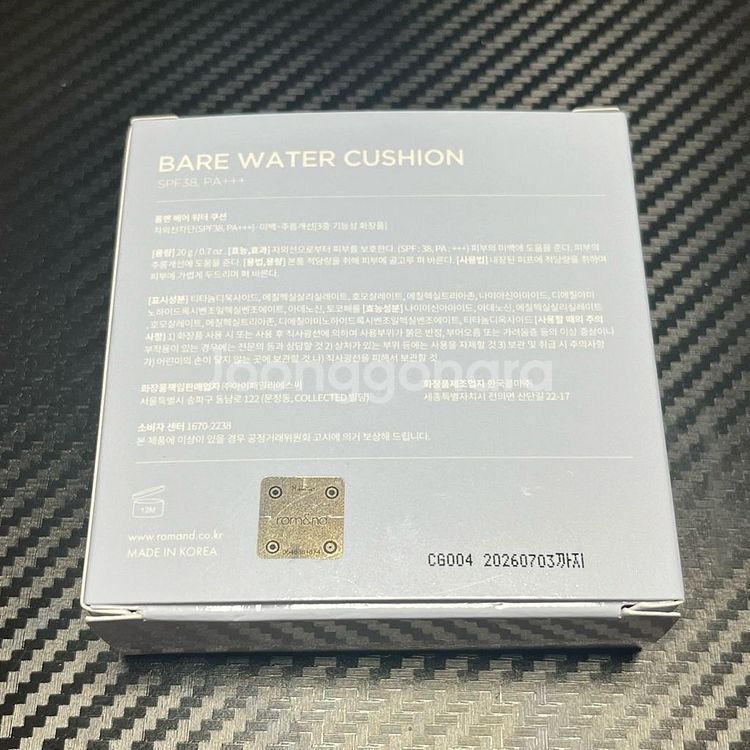 BARE WATER CUSHION
SPF38, PA+++
롬앤 베어 워터 쿠션
자외선차단(SPF38, PA+++)·미백·주름개선[3중 기능성 화장품]
[용량] 20 g / 0.7 oz [효능,효과] 자외선으로부터 피부를 보호한다. (SPF : 38, PA : +++) 피부의 미백에 도움을 준다. 피부의
주름개선에 도움을 준다. [용법,용량] 본품 적당량을 취해 피부에 골고루 펴 바른다. [사용법] 내장된 퍼프에 적당량을 취하여
피부에 가볍게 두드리며 펴 바른다.
[표시성분] 티타늄디옥사이드, 에칠헥실살리실레이트, 호모살레이트, 에칠헥실트리아존, 나이아신아마이드, 디에칠아미
노하이드록시벤조일헥실벤조에이트, 아데노신, 토코페롤 [효능성분] 나이아신아마이드, 아데노신, 에칠헥실살리실레이트
, 호모살레이트, 에칠헥실트리아존, 디에칠아미노하이드록시벤조일헥실벤조에이트, 티타늄디옥사이드 [사용할 때의 주의
사항] 1) 화장품 사용 시 또는 사용 후 직사광선에 의하여 사용부위가 붉은 반점, 부어오름 또는 가려움증 등의 이상 증상이나
부작용이 있는 경우에는 전문의 등과 상담할 것 2) 상처가 있는 부위 등에는 사용을 자제할 것 3) 보관 및 취급 시 주의사항
가) 어린이의 손이 닿지 않는 곳에 보관할 것 나) 직사광선을 피해서 보관할 것
joonggonara
화장품책임판매업자 ㈜아이패밀리에스씨 화장품제조업자 한국콜마㈜
서울특별시 송파구 동남로 122 (문정동, COLLECTED 빌딩) 세종특별자치시 전의면 산단길 22-17
소비자 센터 1670-2238
본 제품에 이상이 있을 경우 공정거래위원회 고시에 의거 보상해 드립니다.
12M
rom&nd
www.romand.co.kr
MADE IN KOREA
CG004 20260703까지